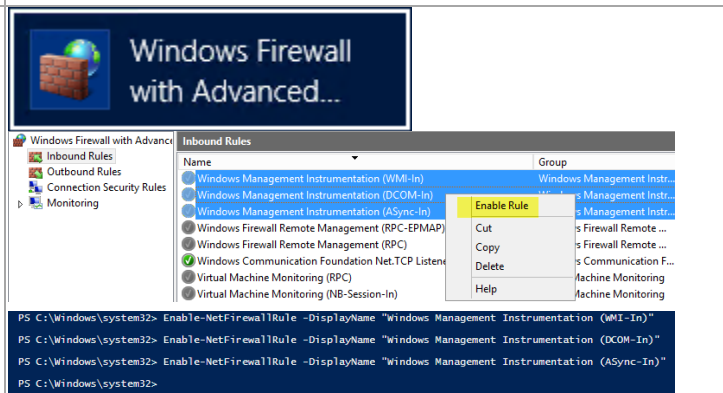 Windows Firewall
with Advanced...
Windows Firewall with Advance
Inbound Rules
Outbound Rules
Connection Security Rules
Monitoring
Inbound Rules
Name Group
Windows Management Instrumentation (WMI-In) Windows Management Instr...
Windows Management Instrumentation (DCOM-In) Management Instr...
Windows Management Instrumentation (ASync-In) s Management Instr...
Windows Firewall Remote Management (RPC-EPMAP) s Firewall Remote ...
Windows Firewall Remote Management (RPC) s Firewall Remote ...
Windows Communication Foundation Net.TCP Listene s Communication F...
Virtual Machine Monitoring (RPC) Machine Monitoring
Virtual Machine Monitoring (NB-Session-In) Machine Monitoring
Enable Rule
Cut
Copy
Delete
Help
PS C:\Windows\system32> Enable-NetFirewallRule -DisplayName "Windows Management Instrumentation (WMI-In)"
PS C:\Windows\system32> Enable-NetFirewallRule -DisplayName "Windows Management Instrumentation (DCOM-In)"
PS C:\Windows\system32> Enable-NetFirewallRule -DisplayName "Windows Management Instrumentation (ASync-In)"
PS C:\Windows\system32>